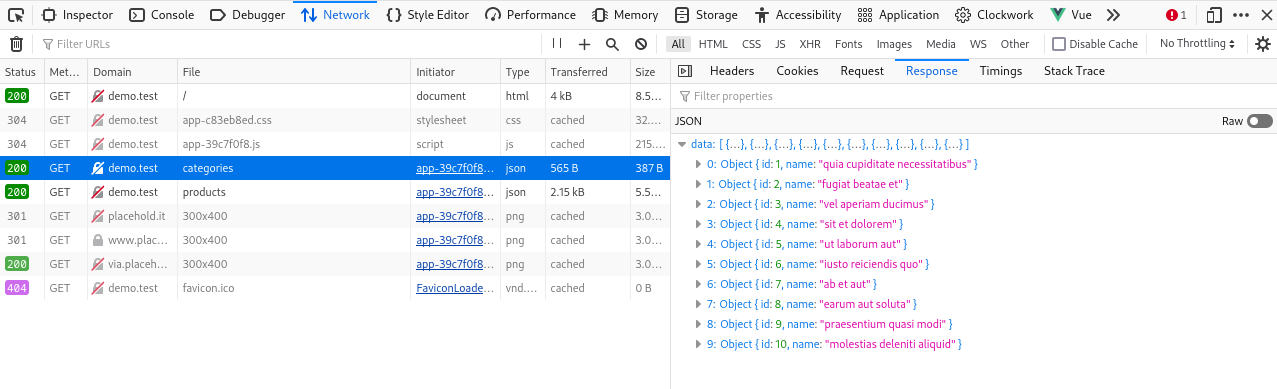 Inspector Console Debugger Network Style Editor Performance Memory Storage Accessibility Application Clockwork Vue 1
Filter URLs All HTML CSS JS XHR Fonts Images Media WS Other Disable Cache No Throttling
Status Met… Domain File Initiator Type Transferred Size
200 GET demo.test / document html 4 kB 8.5…
304 GET demo.test app-c83eb8ed.css stylesheet css cached 32.…
304 GET demo.test app-39c7f0f8.js script js cached 215.…
200 GET demo.test categories app-39c7f0f8… json 565 B 387 B
200 GET demo.test products app-39c7f0f8… json 2.15 kB 5.5…
301 GET placehold.it 300x400 app-39c7f0f8… png cached 3.0…
301 GET www.plac… 300x400 app-39c7f0f8… png cached 3.0…
200 GET via.placeh… 300x400 app-39c7f0f8… png cached 3.0…
404 GET demo.test favicon.ico FaviconLoade… vnd.… cached 0 B
Headers Cookies Request Response Timings Stack Trace
Filter properties
JSON Raw
data: [ {…}, {…}, {…}, {…}, {…}, {…}, {…}, {…}, {…}, {…} ]
0: Object { id: 1, name: "quia cupiditate necessitatibus" }
1: Object { id: 2, name: "fugiat beatae et" }
2: Object { id: 3, name: "vel aperiam ducimus" }
3: Object { id: 4, name: "sit et dolorem" }
4: Object { id: 5, name: "ut laborum aut" }
5: Object { id: 6, name: "iusto reiciendis quo" }
6: Object { id: 7, name: "ab et aut" }
7: Object { id: 8, name: "earum aut soluta" }
8: Object { id: 9, name: "praesentium quasi modi" }
9: Object { id: 10, name: "molestias deleniti aliquid" }